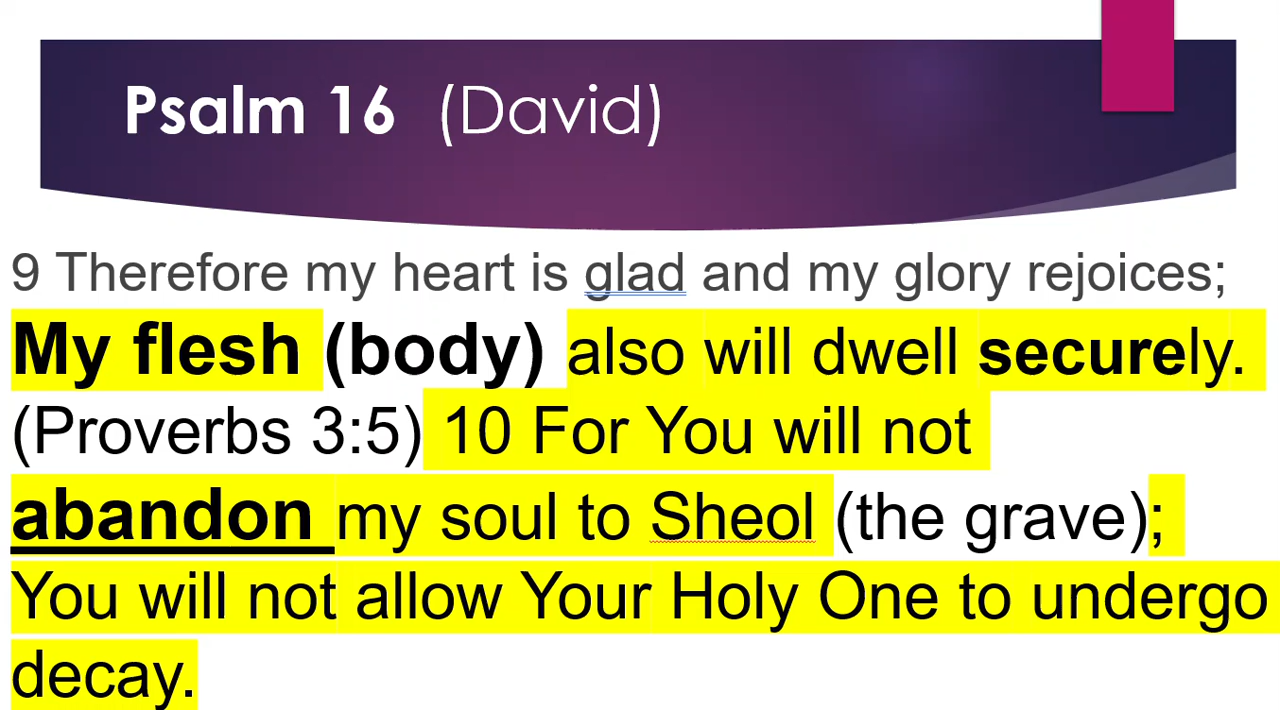 Psalm 16 (David)
9 Therefore my heart is glad and my glory rejoices;
My flesh (body) also will dwell securely.
(Proverbs 3:5) 10 For You will not
abandon my soul to Sheol (the grave);
You will not allow Your Holy One to undergo
decay.